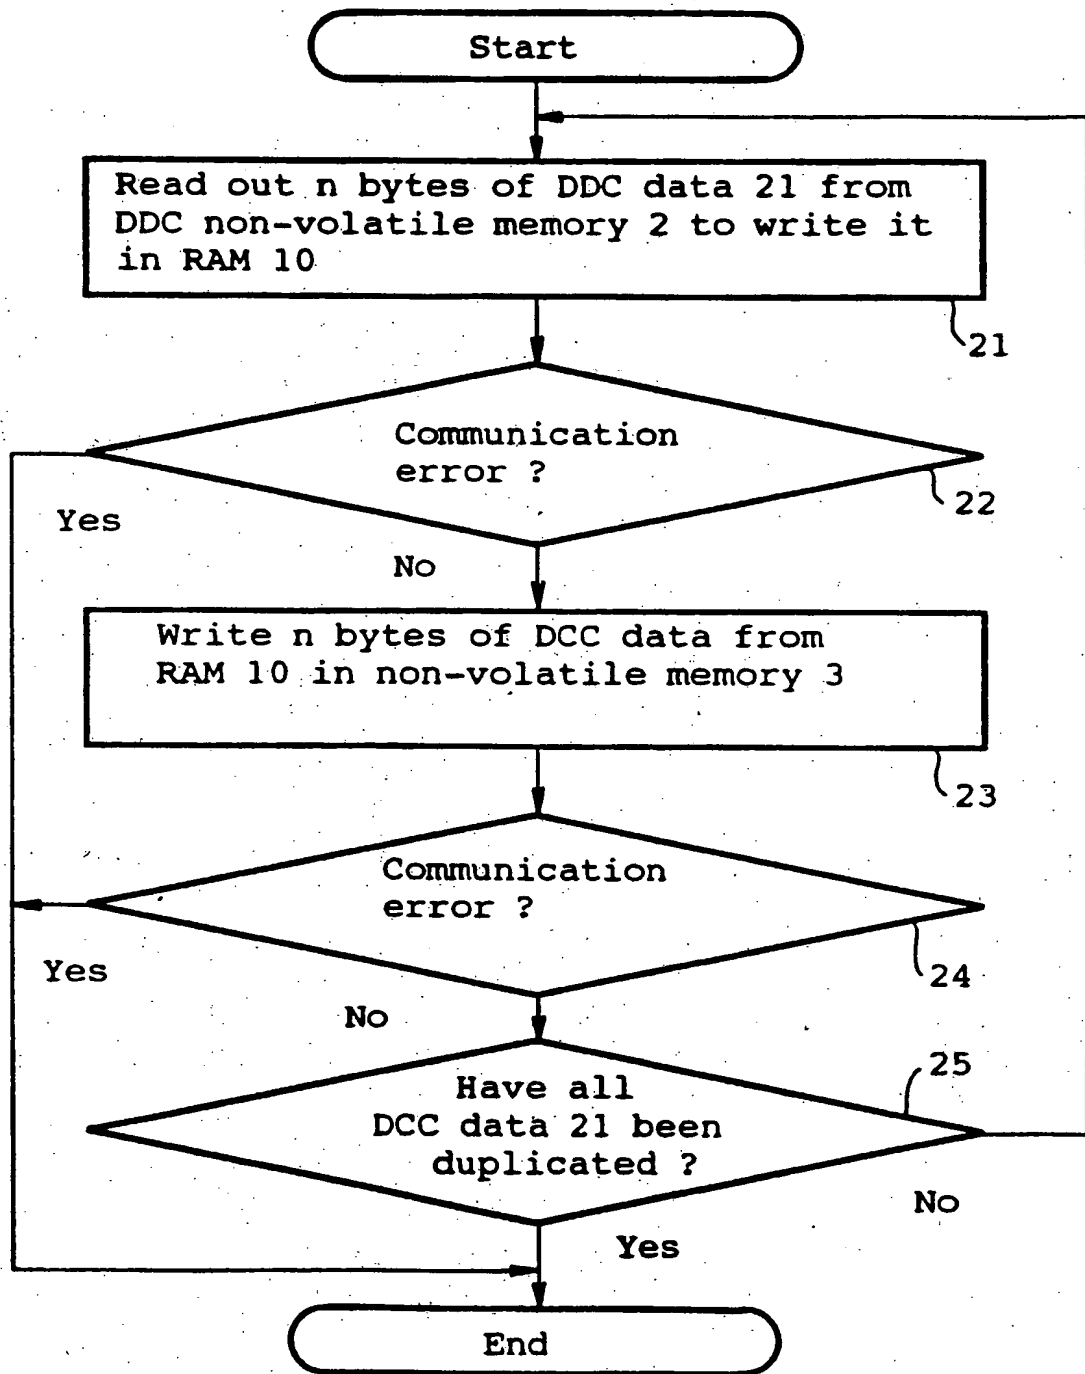 Start
Read out n bytes of DDC data 21 from
DDC non-volatile memory 2 to write it
in RAM 10
21
Communication
error ?
22
Yes
No
Write n bytes of DCC data from
RAM 10 in non-volatile memory 3
23
Communication
error ?
24
Yes
No
25
Have all
DCC data 21 been
duplicated ?
No
Yes
End